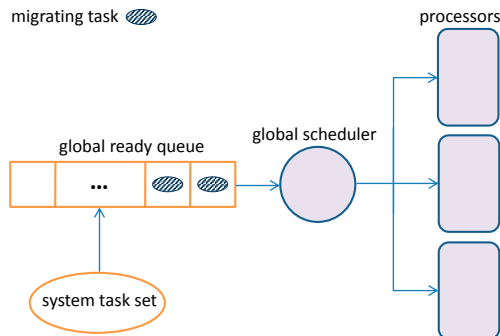 migrating task
processors
global ready queue
global scheduler
...
system task set